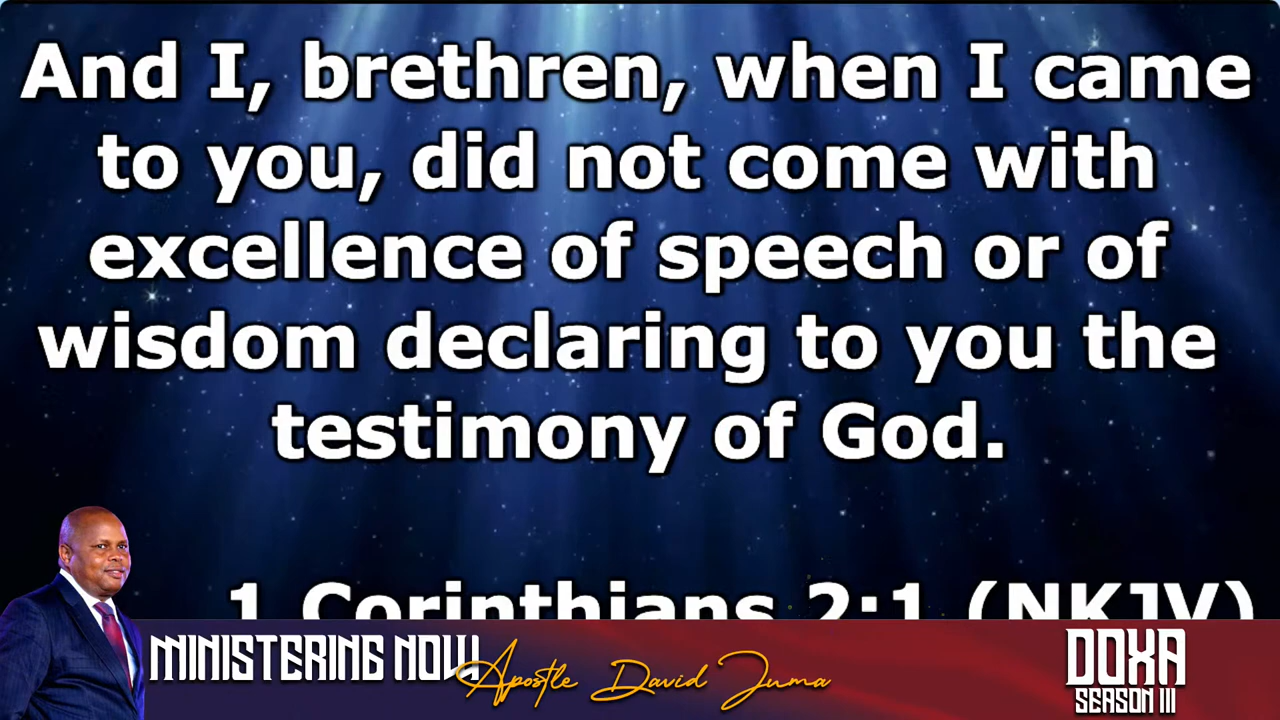 And I, brethren, when I came
to you, did not come with
excellence of speech or of
wisdom declaring to you the
testimony of God.
1 Corinthians 2:1 (NKJV)
MINISTERING NOW
Apostle David Juma
DOXA
SEASON III